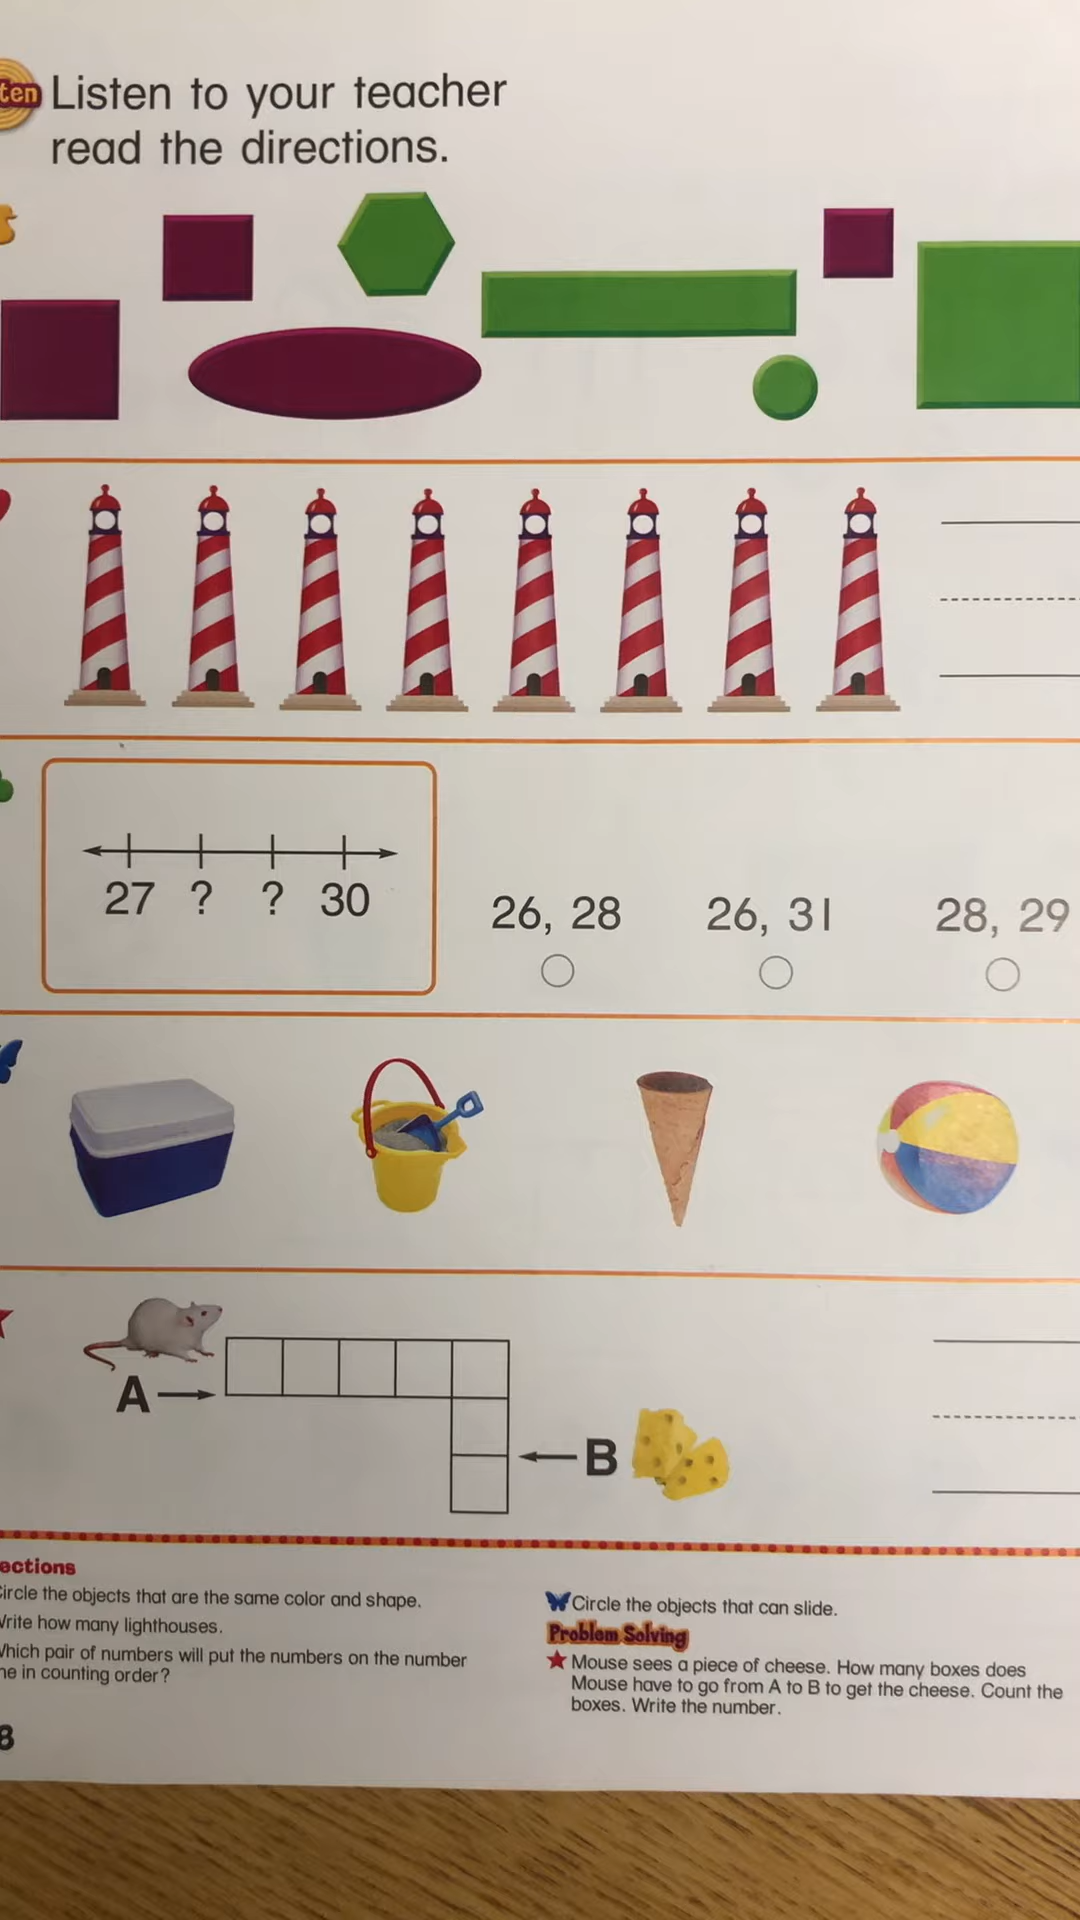 ten
Listen to your teacher
read the directions.
27 ? ? 30
26, 28 26, 31 28, 29
A
B
ections
Circle the objects that are the same color and shape.
Write how many lighthouses.
Which pair of numbers will put the numbers on the number
ne in counting order?
Circle the objects that can slide.
Problem Solving
Mouse sees a piece of cheese. How many boxes does
Mouse have to go from A to B to get the cheese. Count the
boxes. Write the number.
8